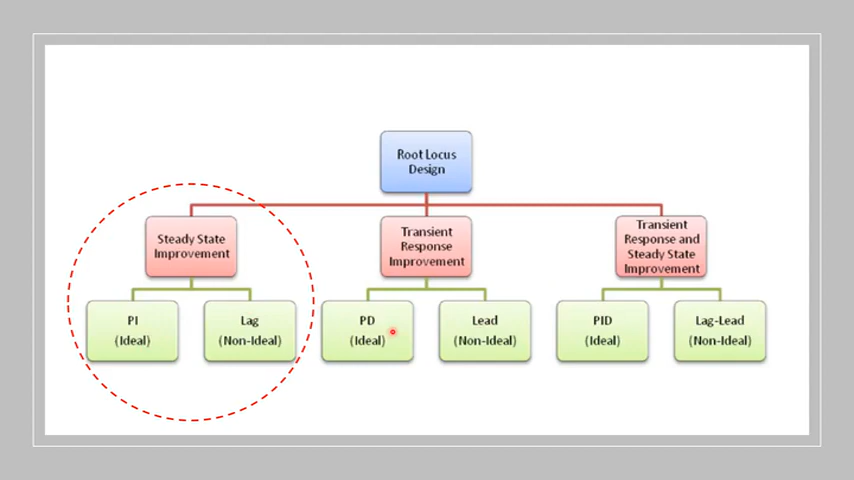 Root Locus
Design
Steady State
Improvement
Transient
Response
Improvement
Transient
Response and
Steady State
Improvement
PI
(Ideal)
Lag
(Non-Ideal)
PD
(Ideal)
Lead
(Non-Ideal)
PID
(Ideal)
Lag-Lead
(Non-Ideal)